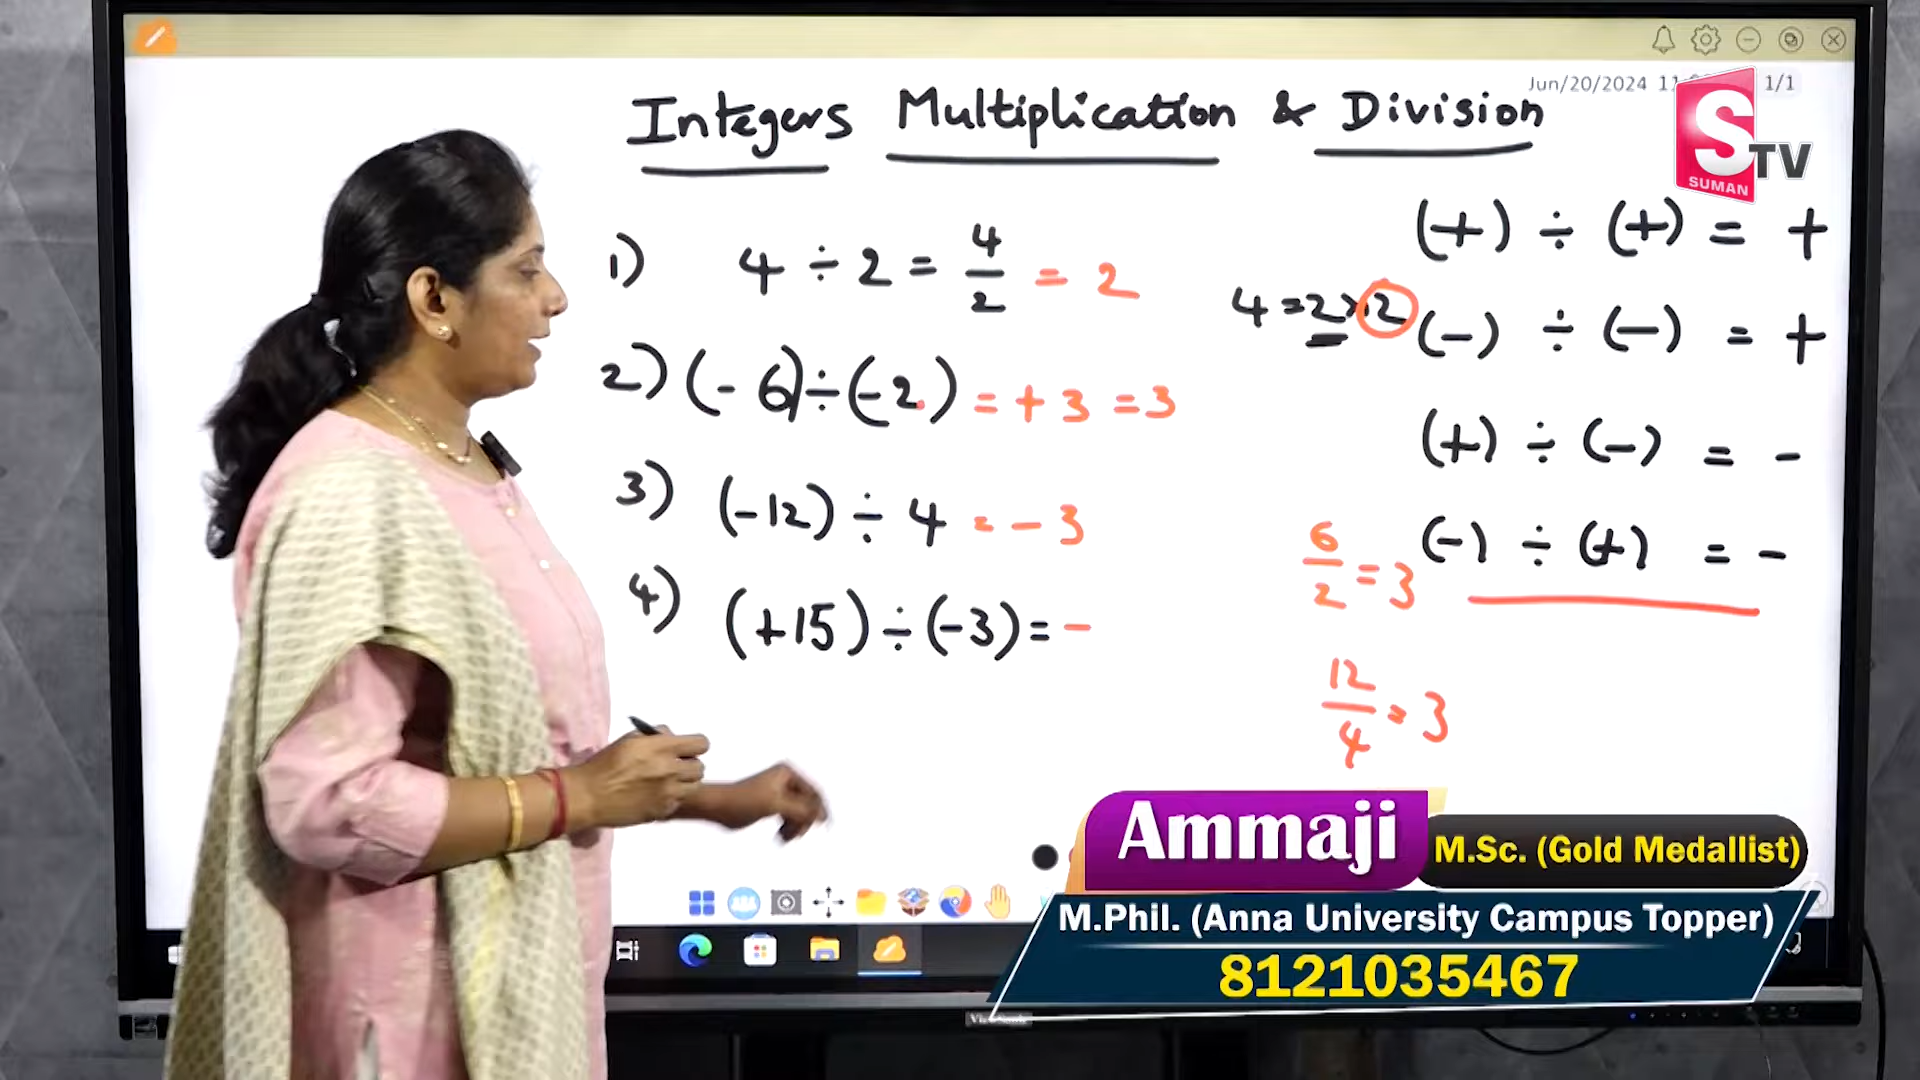 Jun/20/2024 1/1
Integers Multiplication & Division
S TV
SUMAN
1) 4 ÷ 2 = 4/2 = 2
2) (-6) ÷ (-2) = +3 = 3
3) (-12) ÷ 4 = -3
4) (+15) ÷ (-3) = -
4 = 2 × 2
(+) ÷ (+) = +
(-) ÷ (-) = +
(+) ÷ (-) = -
(-) ÷ (+) = -
6/2 = 3
12/4 = 3
Ammaji
M.Sc. (Gold Medallist)
M.Phil. (Anna University Campus Topper)
8121035467
ViewSonic